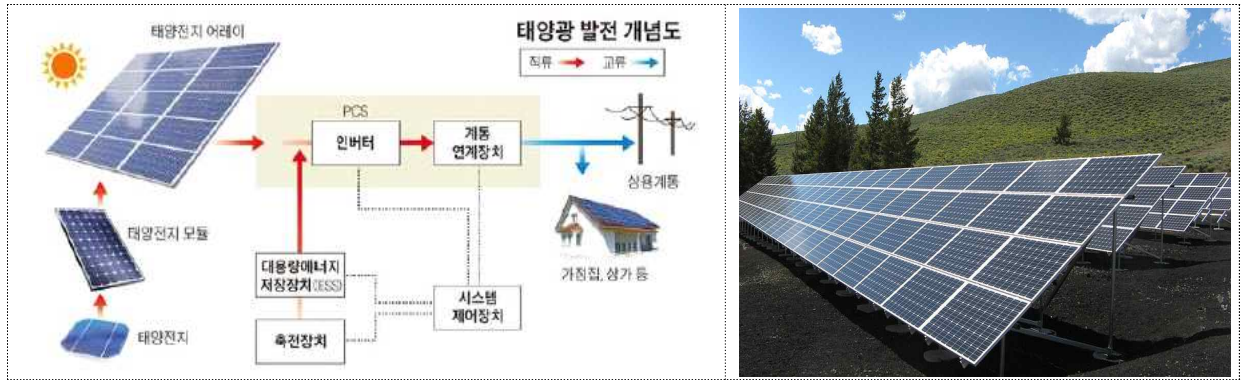 태양전지 어레이
태양광 발전 개념도
직류
교류
PCS
인버터
계통
연계장치
상용계통
태양전지 모듈
가정집, 상가 등
대용량에너지
저장장치(ESS)
시스템
제어장치
태양전지
축전장치